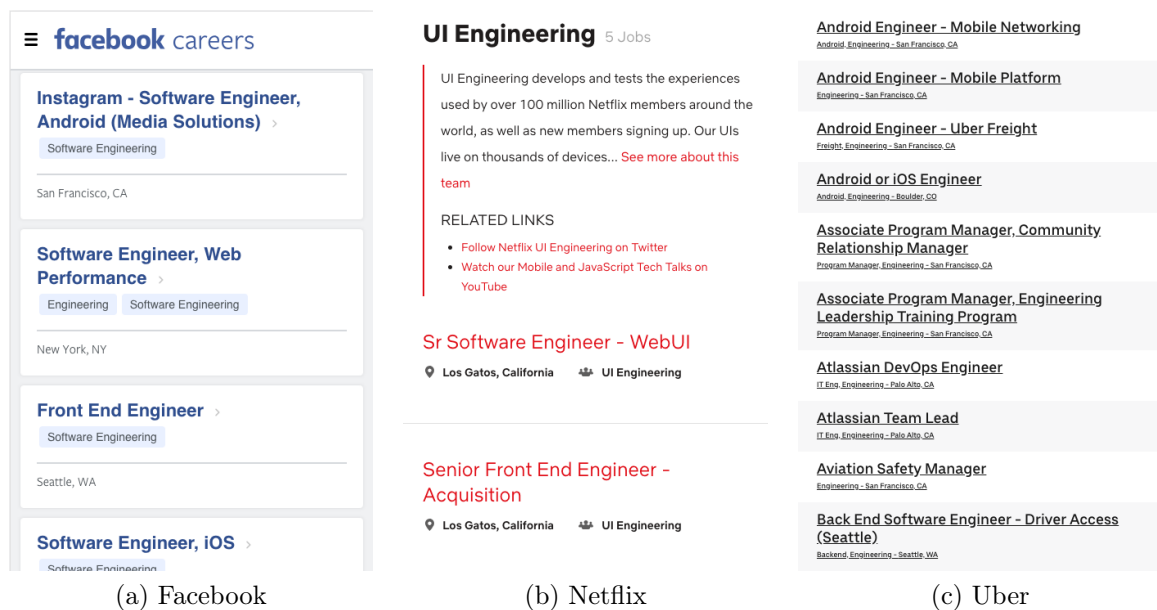 facebook careers
Instagram - Software Engineer,
Android (Media Solutions)
Software Engineering
San Francisco, CA
Software Engineer, Web
Performance
Engineering Software Engineering
New York, NY
Front End Engineer
Software Engineering
Seattle, WA
Software Engineer, iOS
Software Engineering
(a) Facebook
UI Engineering 5 Jobs
UI Engineering develops and tests the experiences
used by over 100 million Netflix members around the
world, as well as new members signing up. Our UIs
live on thousands of devices... See more about this
team
RELATED LINKS
• Follow Netflix UI Engineering on Twitter
• Watch our Mobile and JavaScript Tech Talks on
YouTube
Sr Software Engineer - WebUI
Los Gatos, California UI Engineering
Senior Front End Engineer -
Acquisition
Los Gatos, California UI Engineering
(b) Netflix
Android Engineer - Mobile Networking
Android, Engineering - San Francisco, CA
Android Engineer - Mobile Platform
Engineering - San Francisco, CA
Android Engineer - Uber Freight
Freight, Engineering - San Francisco, CA
Android or iOS Engineer
Android, Engineering - Boulder, CO
Associate Program Manager, Community
Relationship Manager
Program Manager, Engineering - San Francisco, CA
Associate Program Manager, Engineering
Leadership Training Program
Program Manager, Engineering - San Francisco, CA
Atlassian DevOps Engineer
IT Eng, Engineering - Palo Alto, CA
Atlassian Team Lead
IT Eng, Engineering - Palo Alto, CA
Aviation Safety Manager
Engineering - San Francisco, CA
Back End Software Engineer - Driver Access
(Seattle)
Backend, Engineering - Seattle, WA
(c) Uber